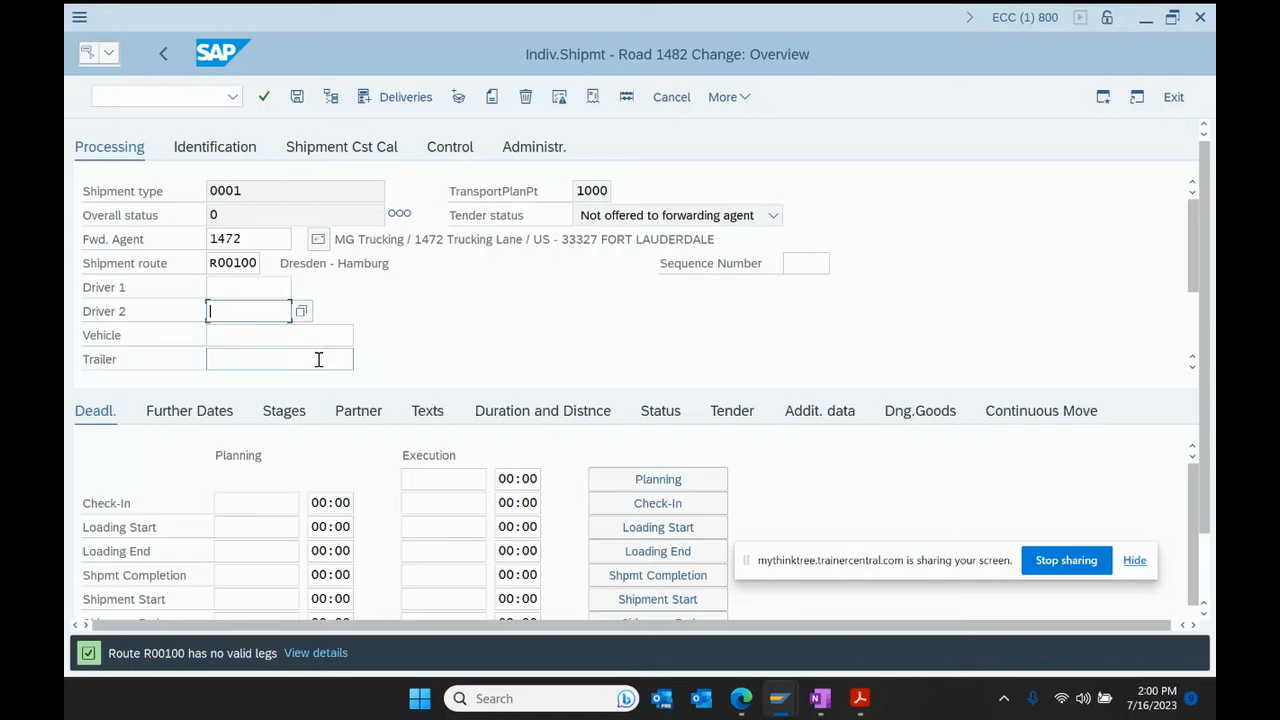 ECC (1) 800
SAP
Indiv.Shipmt - Road 1482 Change: Overview
Deliveries Cancel More Exit
Processing Identification Shipment Cst Cal Control Administr.
Shipment type 0001 TransportPlanPt 1000
Overall status 0 Tender status Not offered to forwarding agent
Fwd. Agent 1472 MG Trucking / 1472 Trucking Lane / US - 33327 FORT LAUDERDALE
Shipment route R00100 Dresden - Hamburg Sequence Number
Driver 1
Driver 2
Vehicle
Trailer
Deadl. Further Dates Stages Partner Texts Duration and Distnce Status Tender Addit. data Dng.Goods Continuous Move
Planning Execution
00:00 Planning
Check-In 00:00 00:00 Check-In
Loading Start 00:00 00:00 Loading Start
Loading End 00:00 00:00 Loading End
mythinktree.trainercentral.com is sharing your screen. Stop sharing Hide
Shpmt Completion 00:00 00:00 Shpmt Completion
Shipment Start 00:00 00:00 Shipment Start
Route R00100 has no valid legs View details
Search
2:00 PM
7/16/2023